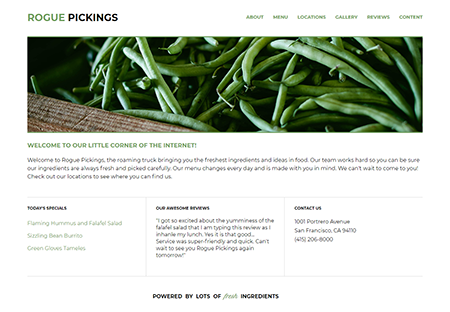 ROGUE PICKINGS
ABOUT MENU LOCATIONS GALLERY REVIEWS CONTENT
WELCOME TO OUR LITTLE CORNER OF THE INTERNET!
Welcome to Rogue Pickings, the roaming truck bringing you the freshest ingredients and ideas in food. Our team works hard so you can be sure
our ingredients are always fresh and picked carefully. Our menu changes every day and is made with you in mind. We can't wait to come to you!
Check out our locations to see where you can find us.
TODAY'S SPECIALS
Flaming Hummus and Falafel Salad
Sizzling Bean Burrito
Green Gloves Tameles
OUR AWESOME REVIEWS
"I got so excited about the yumminess of the
falafel salad that I am typing this review as I
inhanle my lunch. Yes it is that good...
Service was super-friendly and quick. Can't
wait to see you Rogue Pickings again
tomorrow!"
CONTACT US
1001 Portrero Avenue
San Francisco, CA 94110
(415) 206-8000
POWERED BY LOTS OF fresh INGREDIENTS